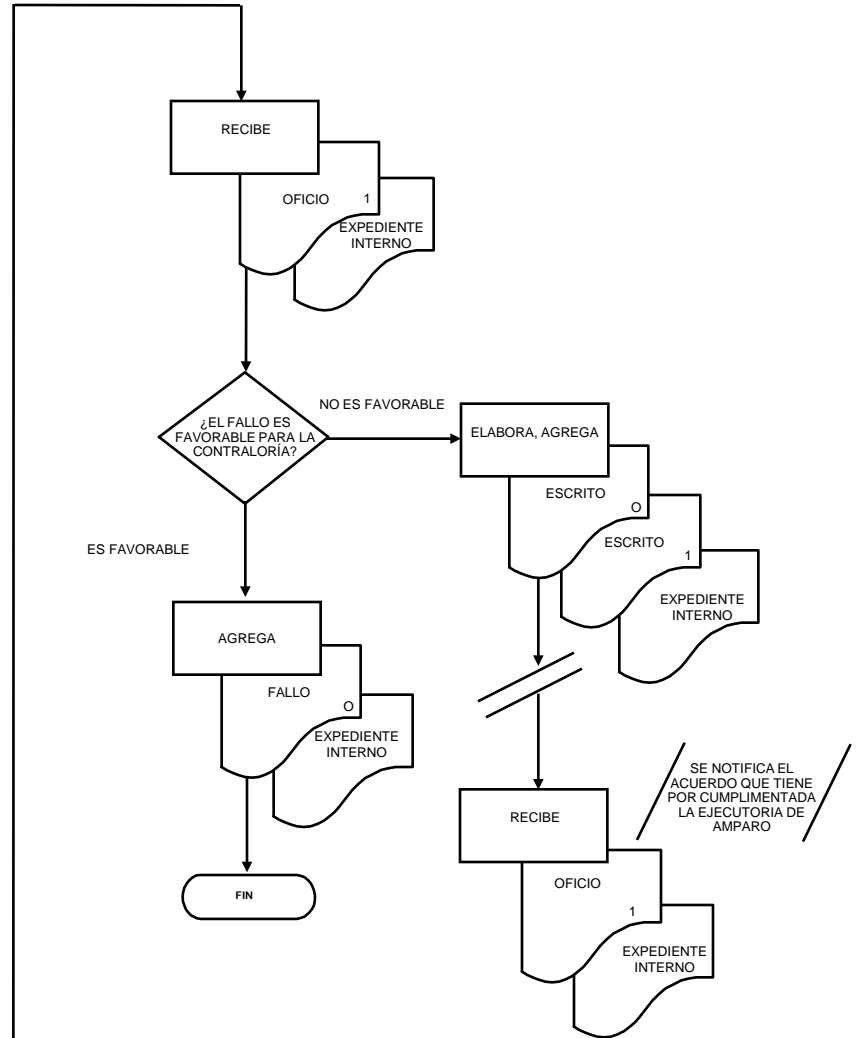 RECIBE
OFICIO
1
EXPEDIENTE
INTERNO
¿EL FALLO ES
FAVORABLE PARA LA
CONTRALORÍA?
NO ES FAVORABLE
ELABORA, AGREGA
ESCRITO
O
ESCRITO
1
EXPEDIENTE
INTERNO
ES FAVORABLE
AGREGA
FALLO
O
EXPEDIENTE
INTERNO
FIN
SE NOTIFICA EL
ACUERDO QUE TIENE
POR CUMPLIMENTADA
LA EJECUTORIA DE
AMPARO
RECIBE
OFICIO
1
EXPEDIENTE
INTERNO